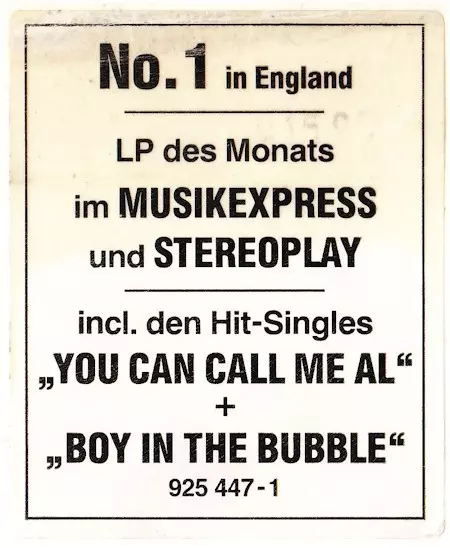 No. 1 in England
LP des Monats
im MUSIKEXPRESS
und STEREOPLAY
incl. den Hit-Singles
„YOU CAN CALL ME AL“
+
„BOY IN THE BUBBLE“
925 447-1